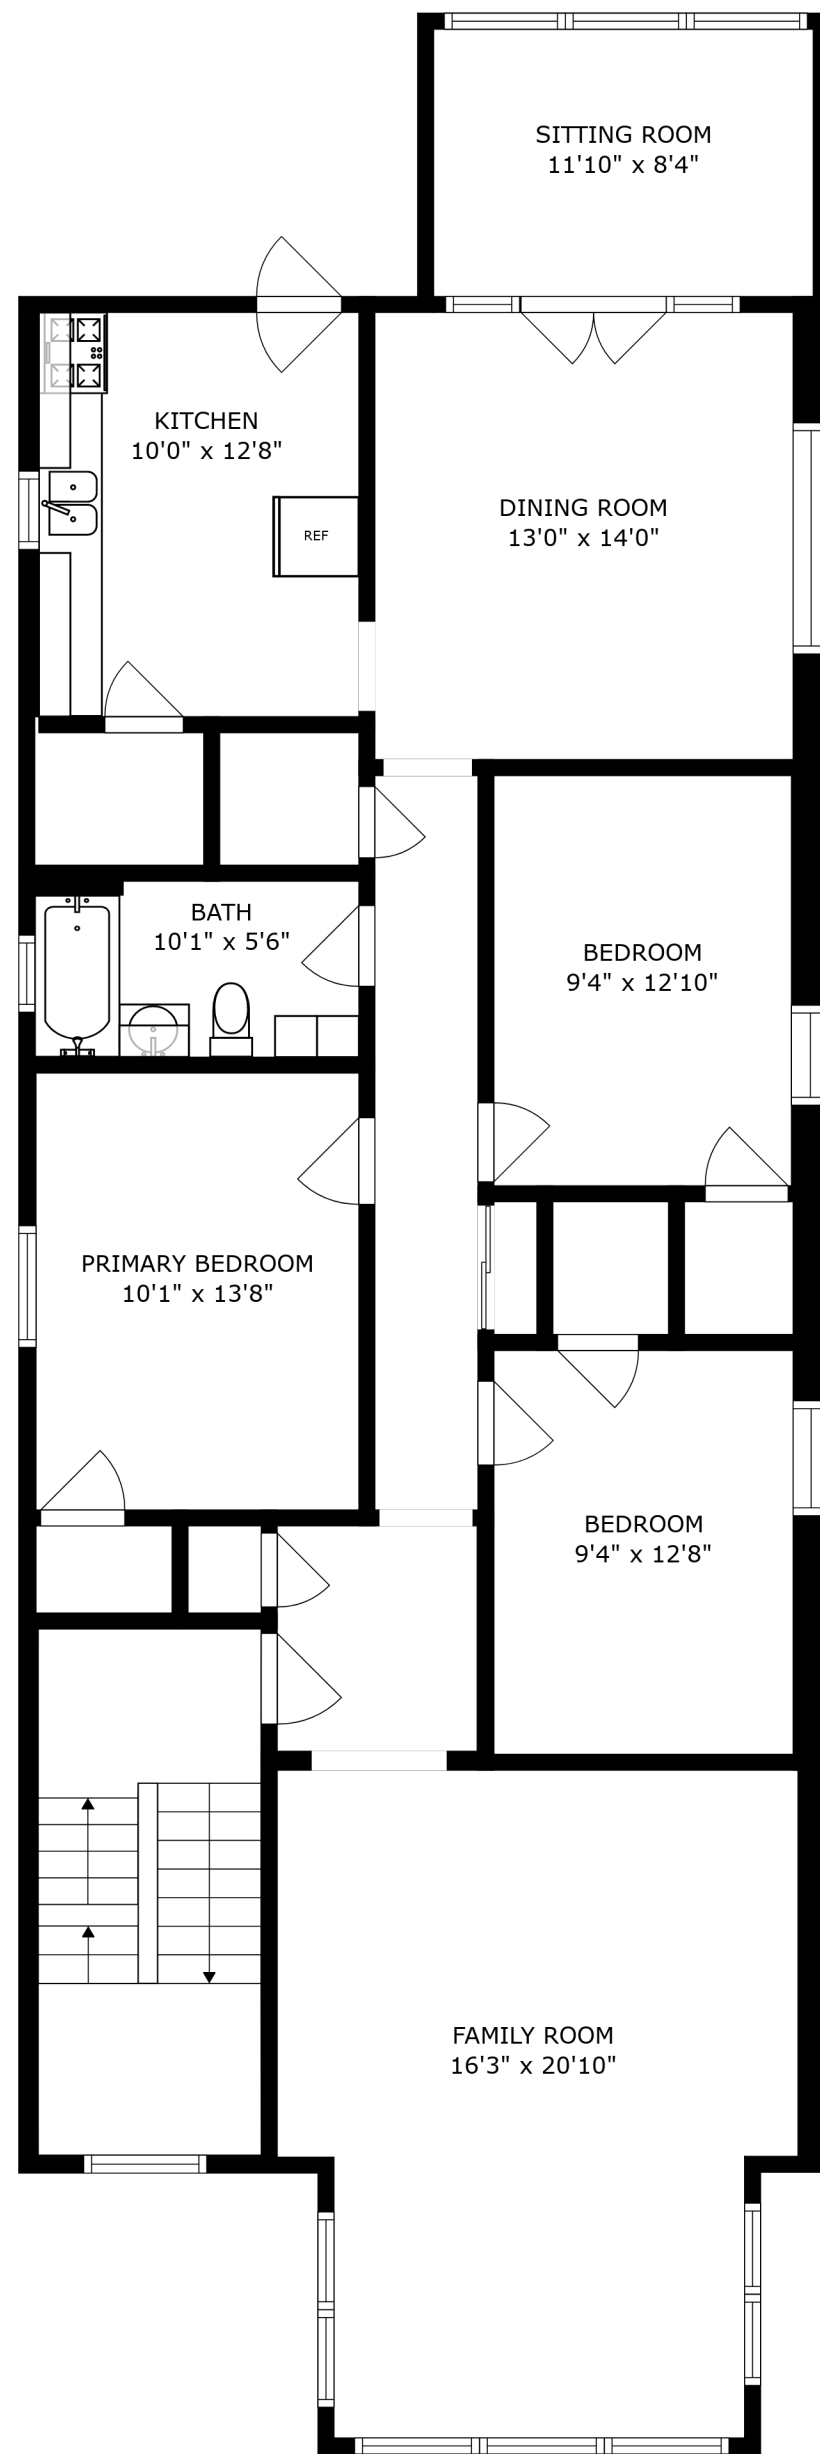 SITTING ROOM
11'10" x 8'4"
KITCHEN
10'0" x 12'8"
DINING ROOM
13'0" x 14'0"
REF
BATH
10'1" x 5'6"
BEDROOM
9'4" x 12'10"
PRIMARY BEDROOM
10'1" x 13'8"
BEDROOM
9'4" x 12'8"
FAMILY ROOM
16'3" x 20'10"